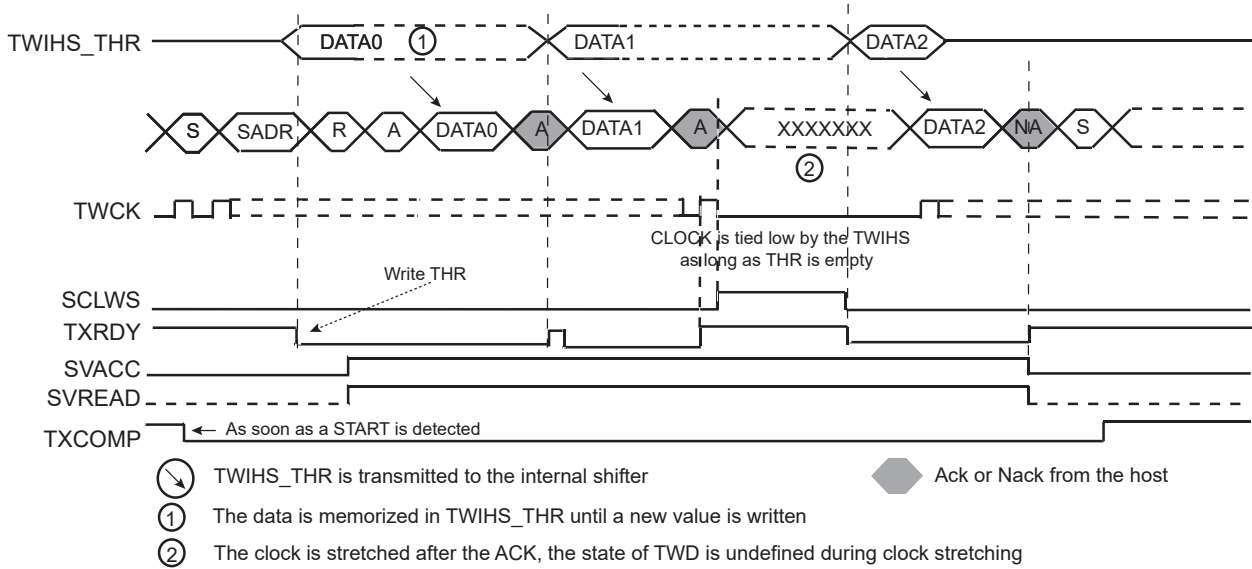 TWIHS_THR DATA0 1 DATA1 DATA2
S SADR R A DATA0 A DATA1 A XXXXXXX DATA2 NA S
2
TWCK
CLOCK is tied low by the TWIHS
as long as THR is empty
Write THR
SCLWS
TXRDY
SVACC
SVREAD
TXCOMP As soon as a START is detected
TWIHS_THR is transmitted to the internal shifter Ack or Nack from the host
1 The data is memorized in TWIHS_THR until a new value is written
2 The clock is stretched after the ACK, the state of TWD is undefined during clock stretching